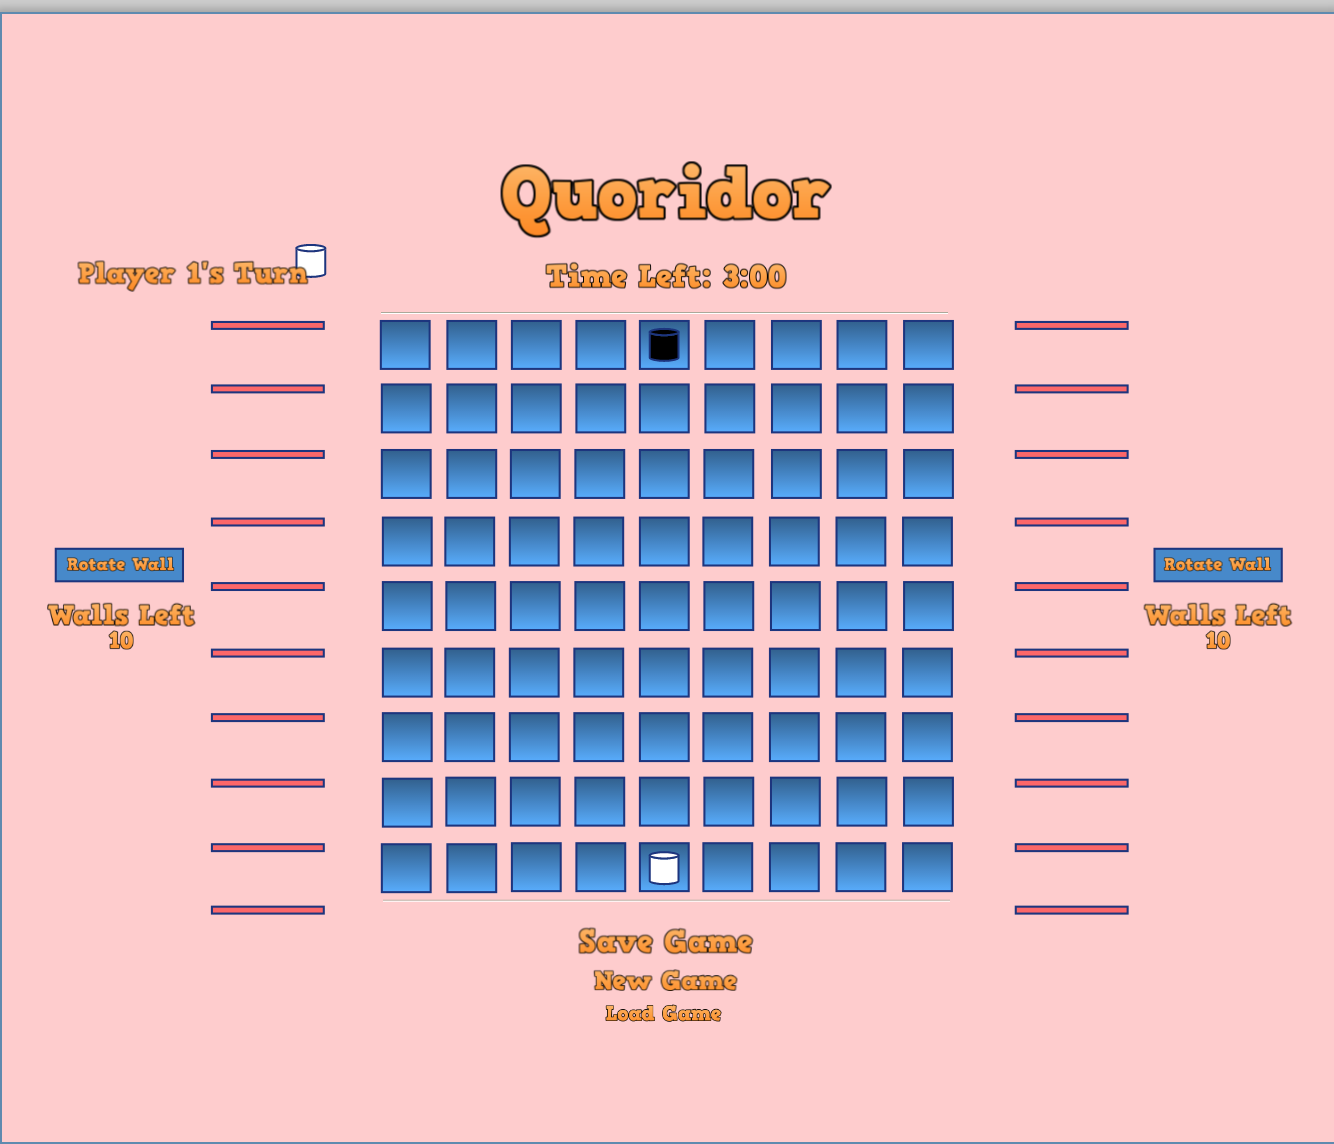 Quoridor
Player 1's Turn
Time Left: 3:00
Rotate Wall
Walls Left
10
Rotate Wall
Walls Left
10
Save Game
New Game
Load Game